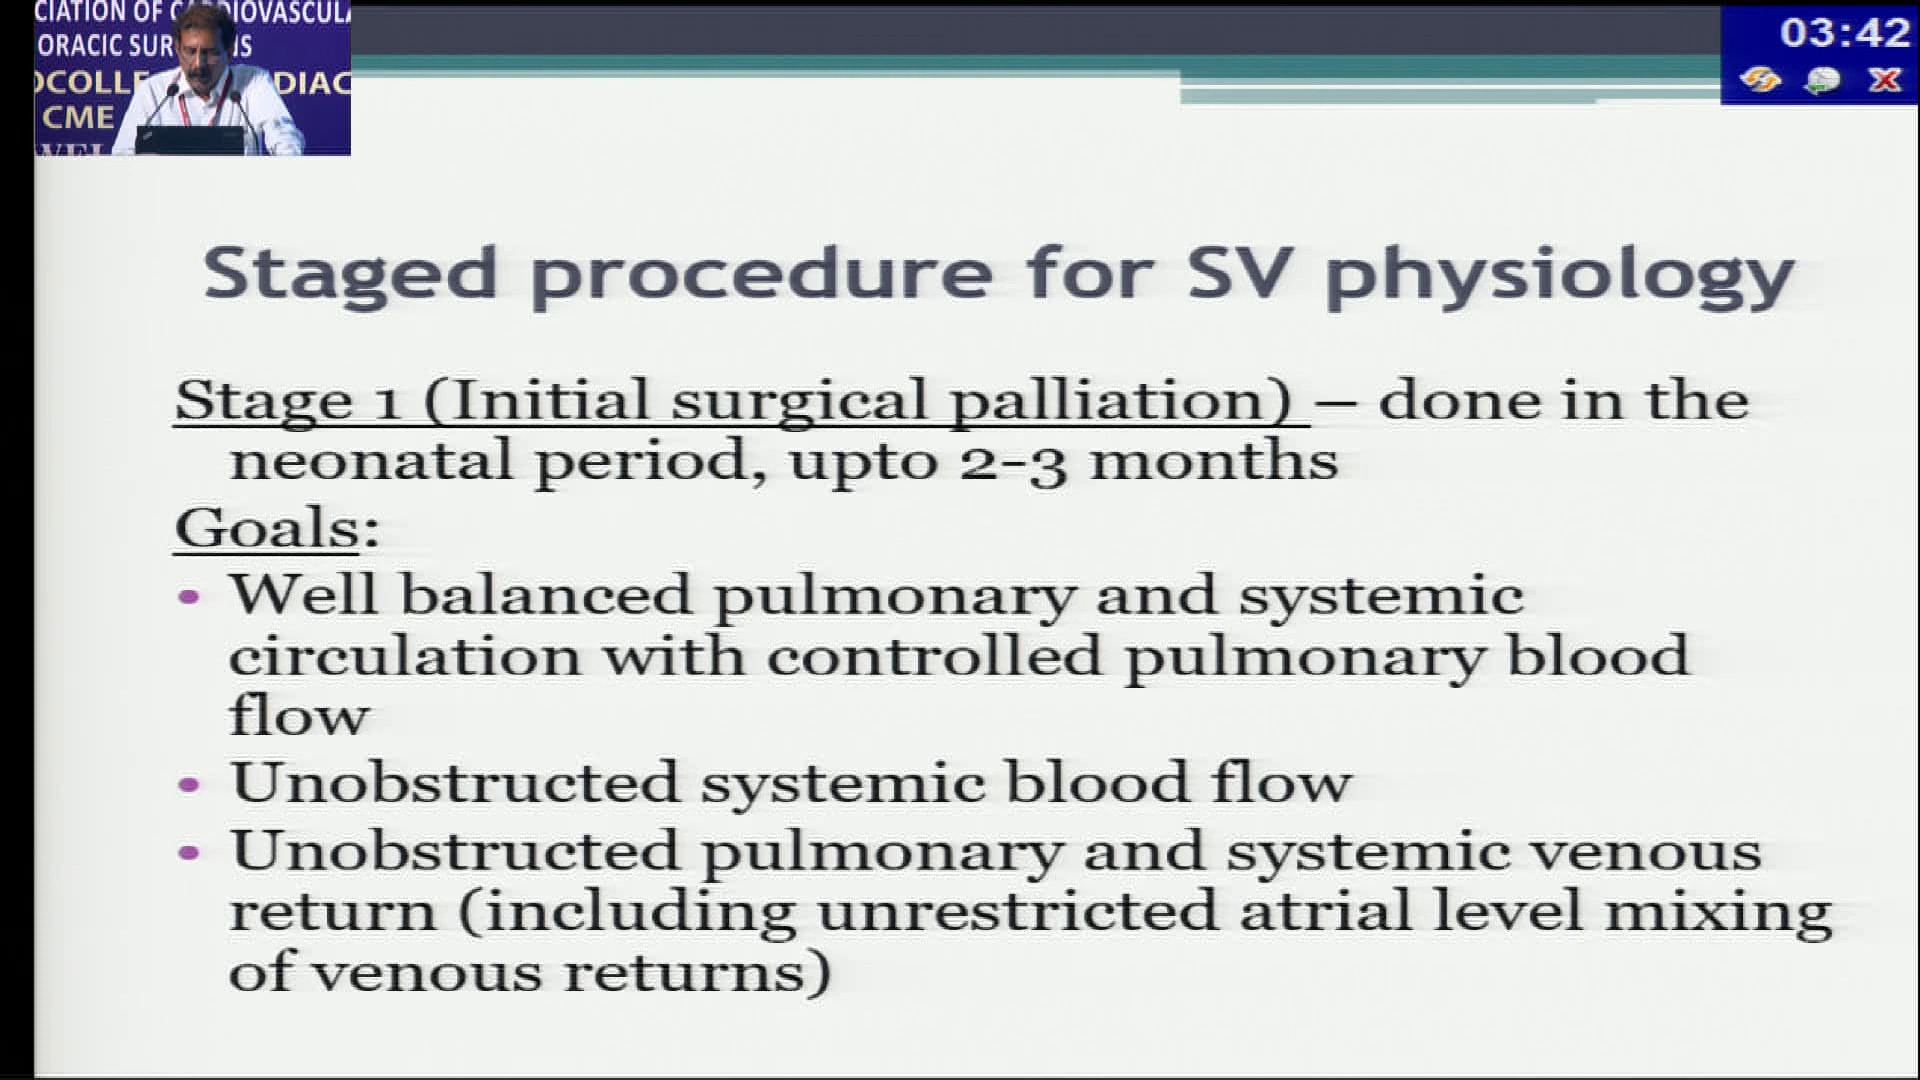 CIATION OF CARDIOVASCULA
ORACIC SUR NS
OCOLLE DIAC
CME
03:42
Staged procedure for SV physiology
Stage 1 (Initial surgical palliation) – done in the
neonatal period, upto 2-3 months
Goals:
• Well balanced pulmonary and systemic
circulation with controlled pulmonary blood
flow
• Unobstructed systemic blood flow
• Unobstructed pulmonary and systemic venous
return (including unrestricted atrial level mixing
of venous returns)